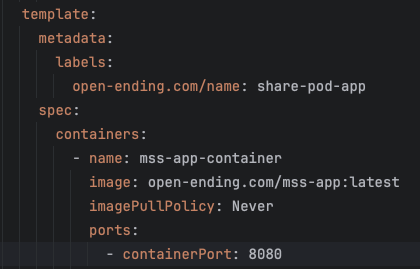 template:
  metadata:
    labels:
      open-ending.com/name: share-pod-app
  spec:
    containers:
      - name: mss-app-container
        image: open-ending.com/mss-app:latest
        imagePullPolicy: Never
        ports:
          - containerPort: 8080